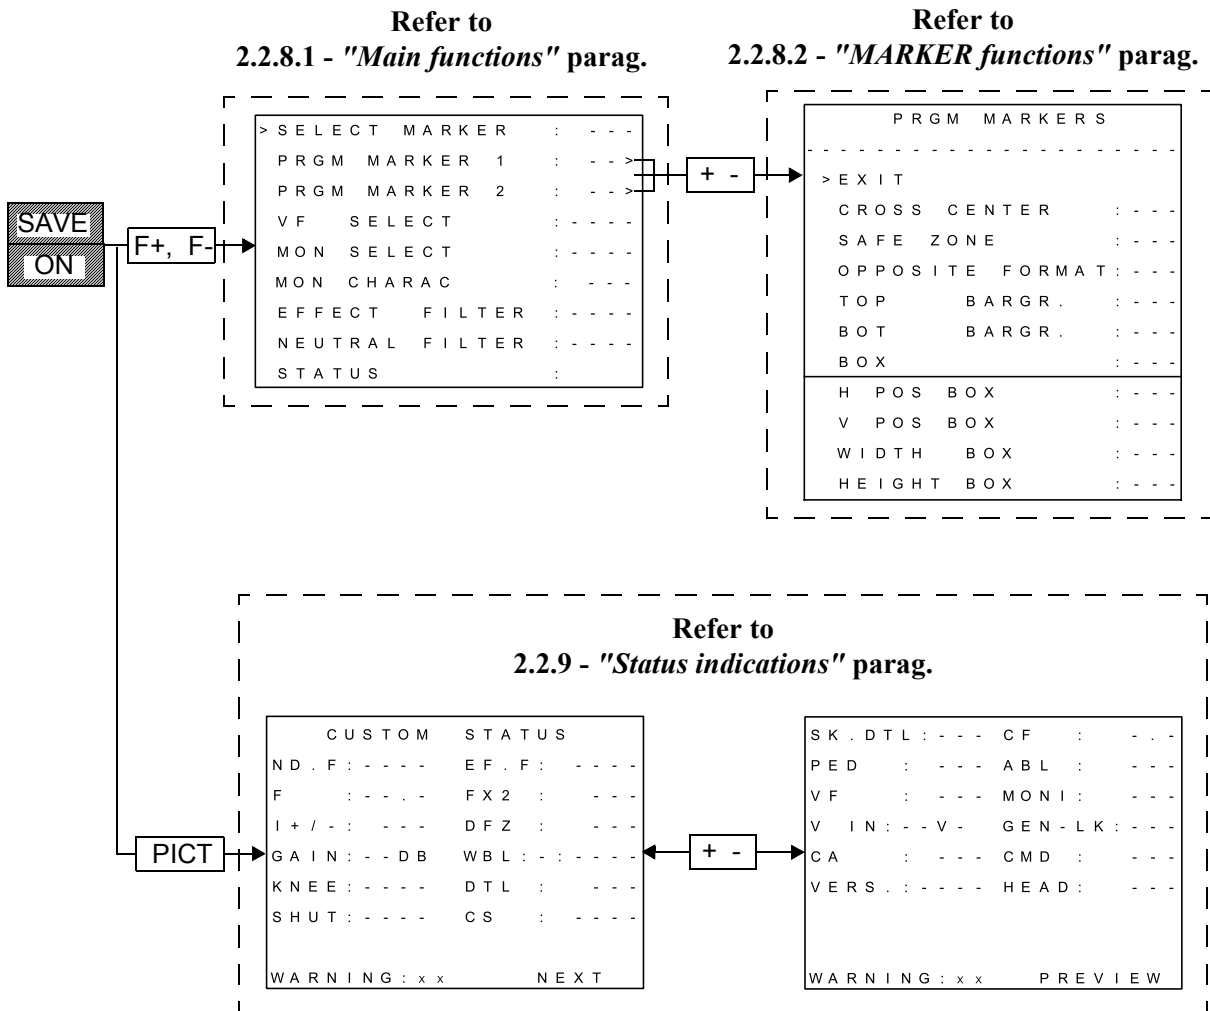 Refer to
2.2.8.1 - "Main functions" parag.
Refer to
2.2.8.2 - "MARKER functions" parag.
SAVE
ON
F+, F-
>SELECT MARKER : ---
PRGM MARKER 1 : -->
PRGM MARKER 2 : -->
VF SELECT : ----
MON SELECT : ----
MON CHARAC : ---
EFFECT FILTER : ----
NEUTRAL FILTER : ----
STATUS :
+ -
PRGM MARKERS
----------------------
>EXIT
CROSS CENTER : ---
SAFE ZONE : ---
OPPOSITE FORMAT: ---
TOP BARGR. : ---
BOT BARGR. : ---
BOX : ---
H POS BOX : ---
V POS BOX : ---
WIDTH BOX : ---
HEIGHT BOX : ---
Refer to
2.2.9 - "Status indications" parag.
PICT
CUSTOM STATUS
ND.F:---- EF.F: ----
F :--.- FX2 : ---
I+/-: --- DFZ : ---
GAIN:--DB WBL:-:----
KNEE:---- DTL : ---
SHUT:---- CS : ----
WARNING:xx NEXT
+ -
SK.DTL:--- CF : -.-
PED : --- ABL : ---
VF : --- MONI: ---
V IN:--V- GEN-LK:---
CA : --- CMD : ---
VERS.:---- HEAD: ---
WARNING:xx PREVIEW